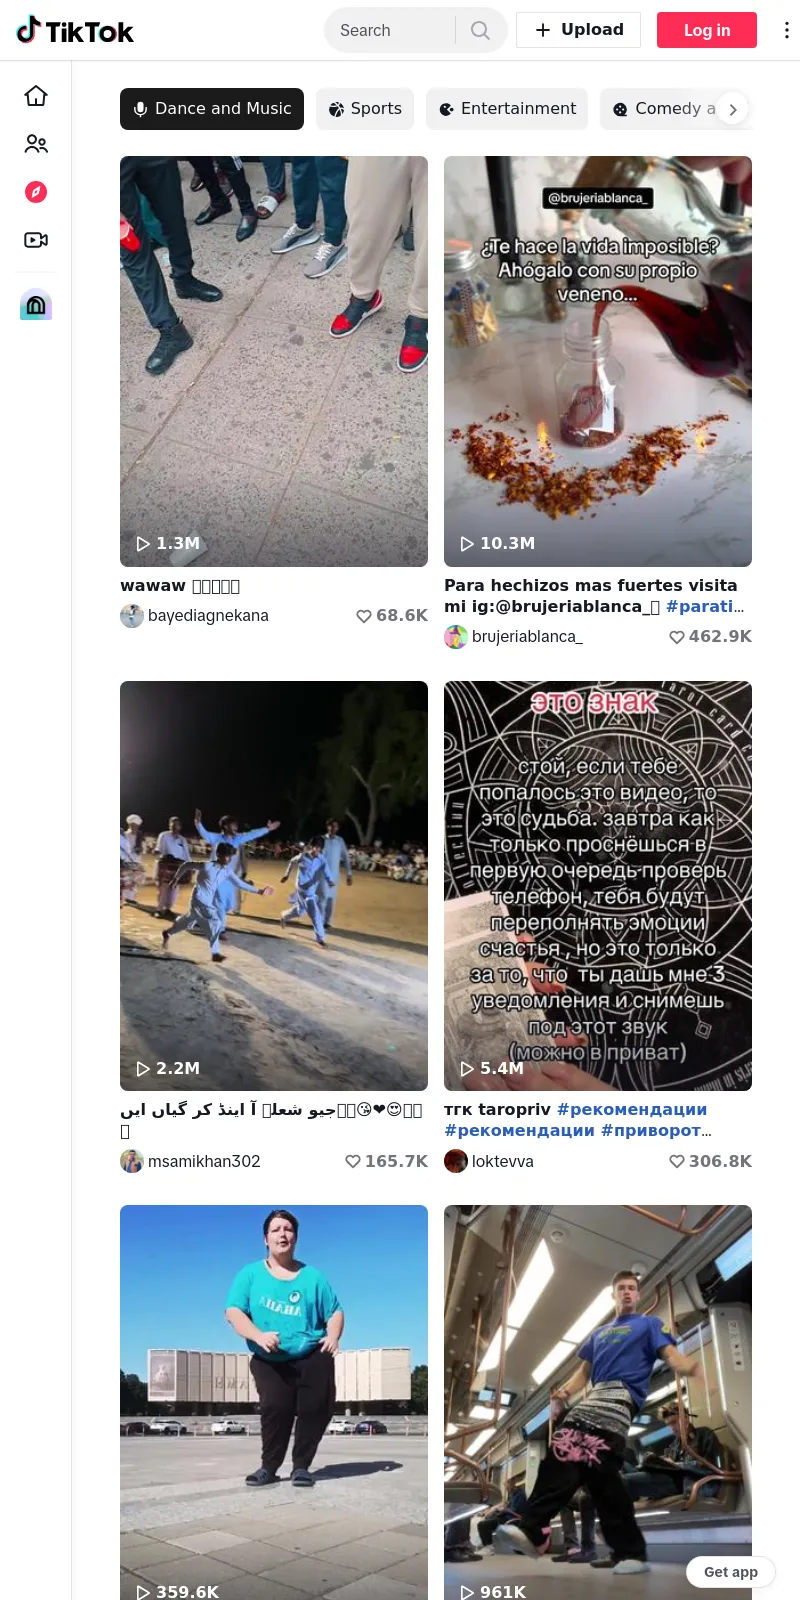 TikTok
Search
Upload
Log in
Dance and Music
Sports
Entertainment
Comedy a
@brujeriablanca_
¿Te hace la vida imposible?
Ahógalo con su propio
veneno...
1.3M
10.3M
wawaw
bayediagnekana
68.6K
Para hechizos mas fuertes visita
mi ig:@brujeriablanca_ #parati...
brujeriablanca_
462.9K
это знак
стой, если тебе
попалось это видео, то
это судьба. завтра как
только проснёшься в
первую очередь проверь
телефон, тебя будут
переполнять эмоции
счастья , но это только
за то, что ты дашь мне 3
уведомления и снимешь
под этот звук
(можно в приват)
2.2M
5.4M
جیو شعل آ اینڈ کر گیاں ایں😘❤😍
msamikhan302
165.7K
тгк taropriv #рекомендации
#рекомендации #приворот...
loktevva
306.8K
359.6K
961K
Get app